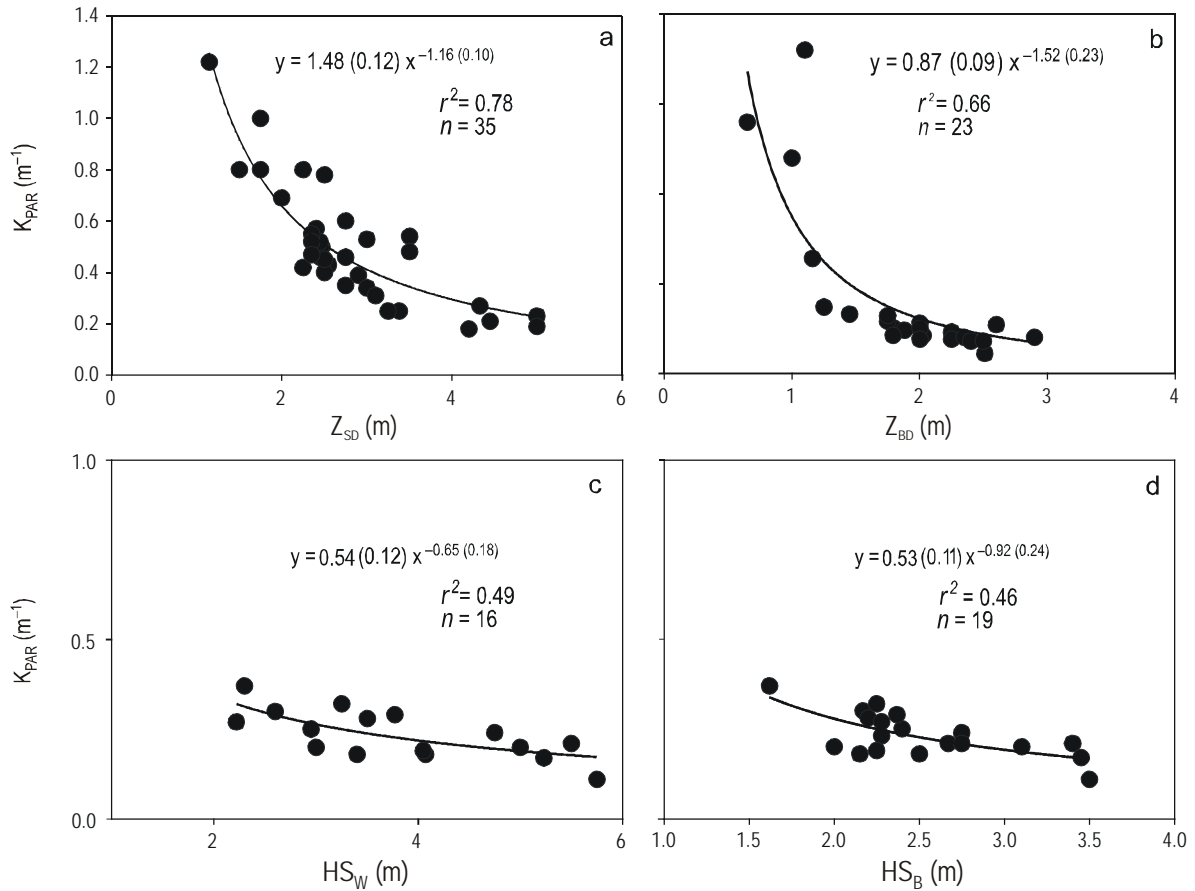 a
y = 1.48 (0.12) x^−1.16 (0.10)
r² = 0.78
n = 35
1.4
1.2
1.0
0.8
0.6
0.4
0.2
0.0
K_PAR (m⁻¹)
0 2 4 6
Z_SD (m)
b
y = 0.87 (0.09) x^−1.52 (0.23)
r² = 0.66
n = 23
0 1 2 3 4
Z_BD (m)
c
y = 0.54 (0.12) x^−0.65 (0.18)
r² = 0.49
n = 16
1.0
0.5
0.0
K_PAR (m⁻¹)
2 4 6
HS_W (m)
d
y = 0.53 (0.11) x^−0.92 (0.24)
r² = 0.46
n = 19
1.0 1.5 2.0 2.5 3.0 3.5 4.0
HS_B (m)